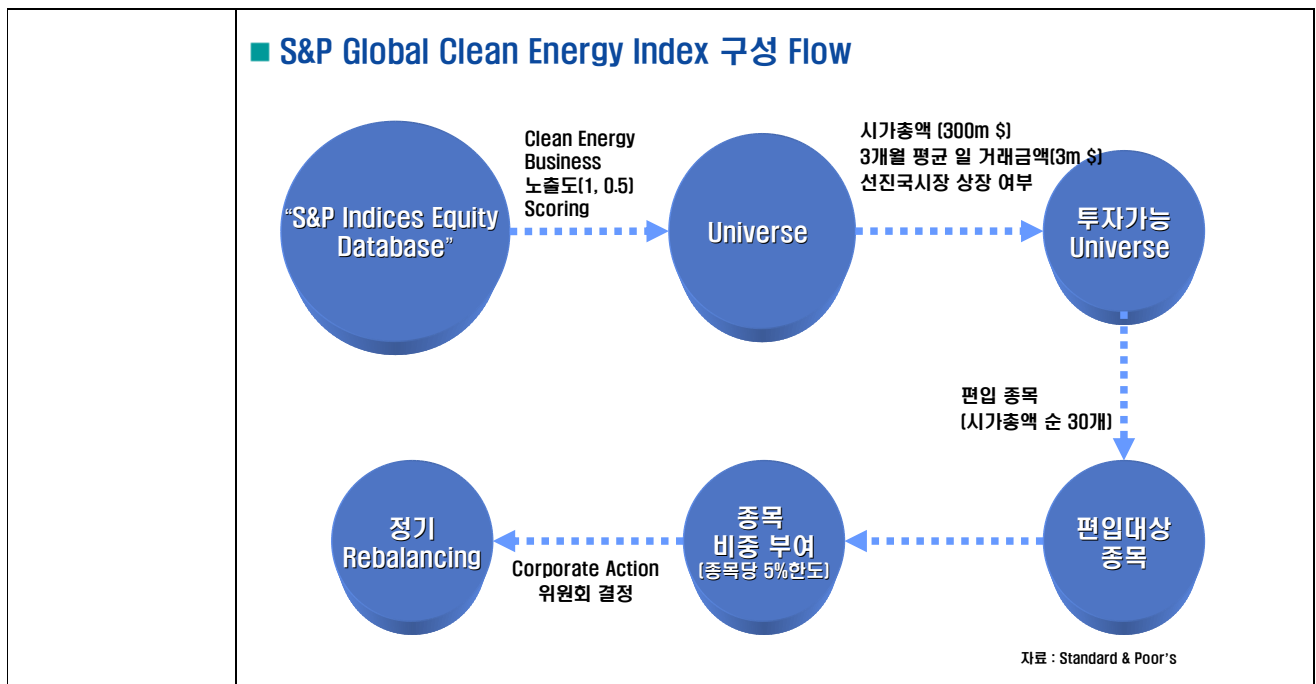 ■ S&P Global Clean Energy Index 구성 Flow
“S&P Indices Equity
Database”
Clean Energy
Business
노출도(1, 0.5)
Scoring
Universe
시가총액 (300m $)
3개월 평균 일 거래금액(3m $)
선진국시장 상장 여부
투자가능
Universe
편입 종목
(시가총액 순 30개)
편입대상
종목
종목
비중 부여
(종목당 5%한도)
Corporate Action
위원회 결정
정기
Rebalancing
자료 : Standard & Poor's